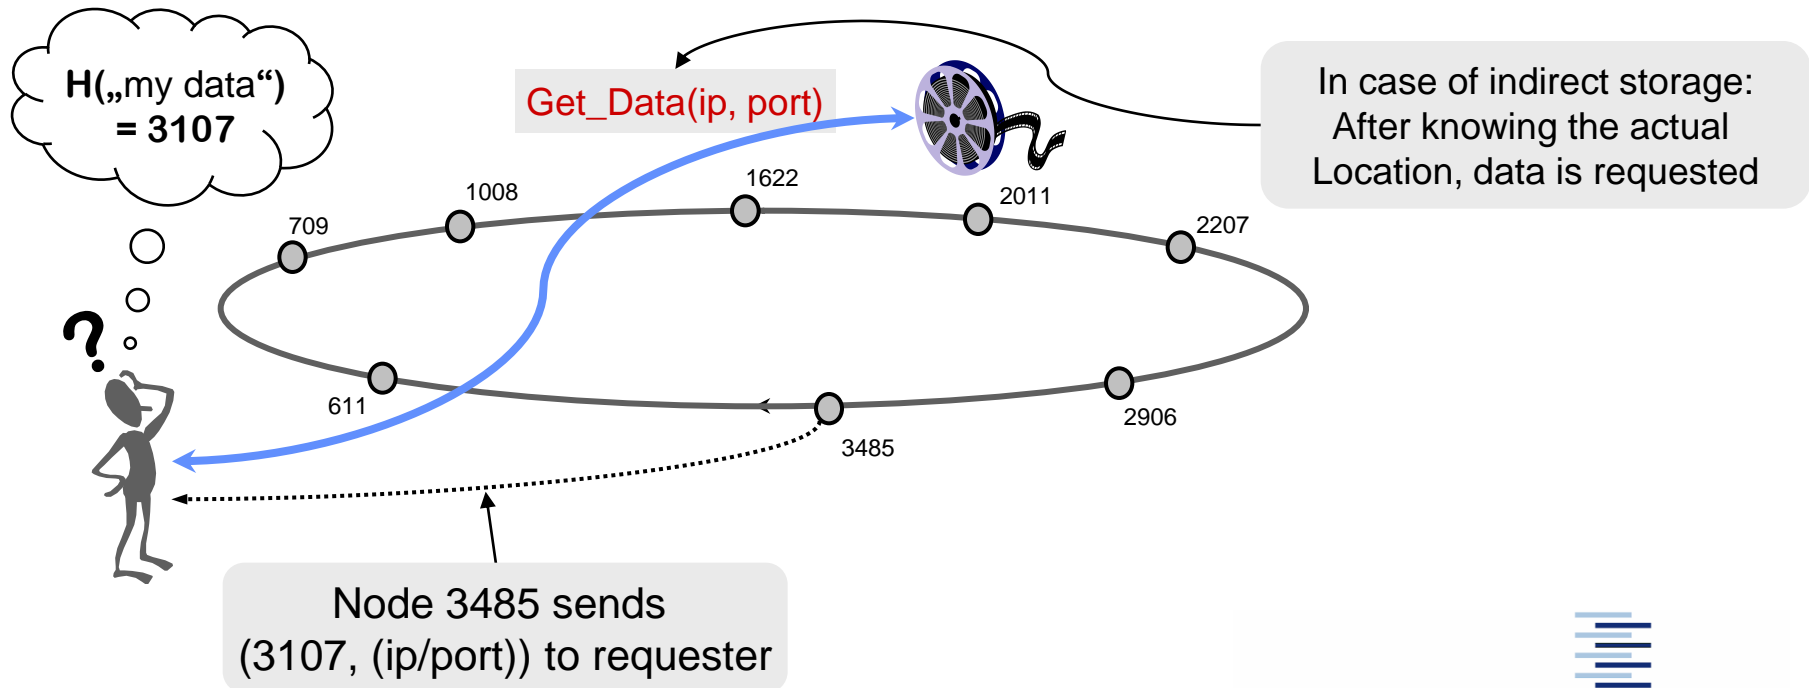 H(„my data“)
= 3107
Get_Data(ip, port)
In case of indirect storage:
After knowing the actual
Location, data is requested
1008
1622
2011
2207
709
?
611
3485
2906
Node 3485 sends
(3107, (ip/port)) to requester